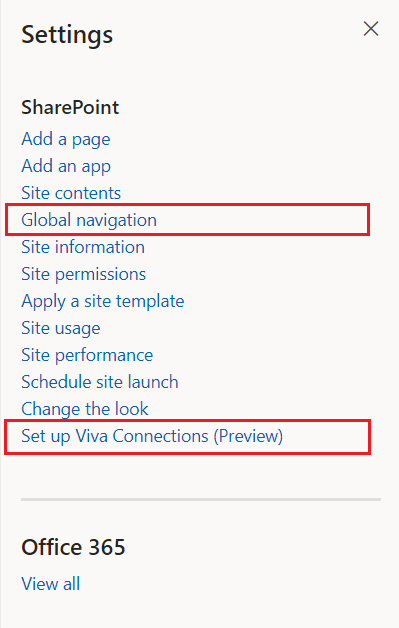 Settings
SharePoint
Add a page
Add an app
Site contents
Global navigation
Site information
Site permissions
Apply a site template
Site usage
Site performance
Schedule site launch
Change the look
Set up Viva Connections (Preview)
Office 365
View all